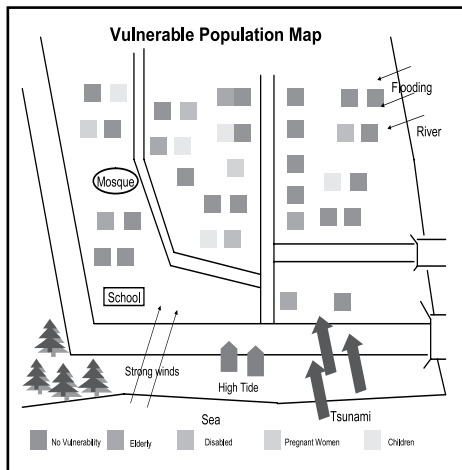 Vulnerable Population Map
Flooding
River
Mosque
School
Strong winds
High Tide
Tsunami
Sea
No Vulnerability
Elderly
Disabled
Pregnant Women
Children